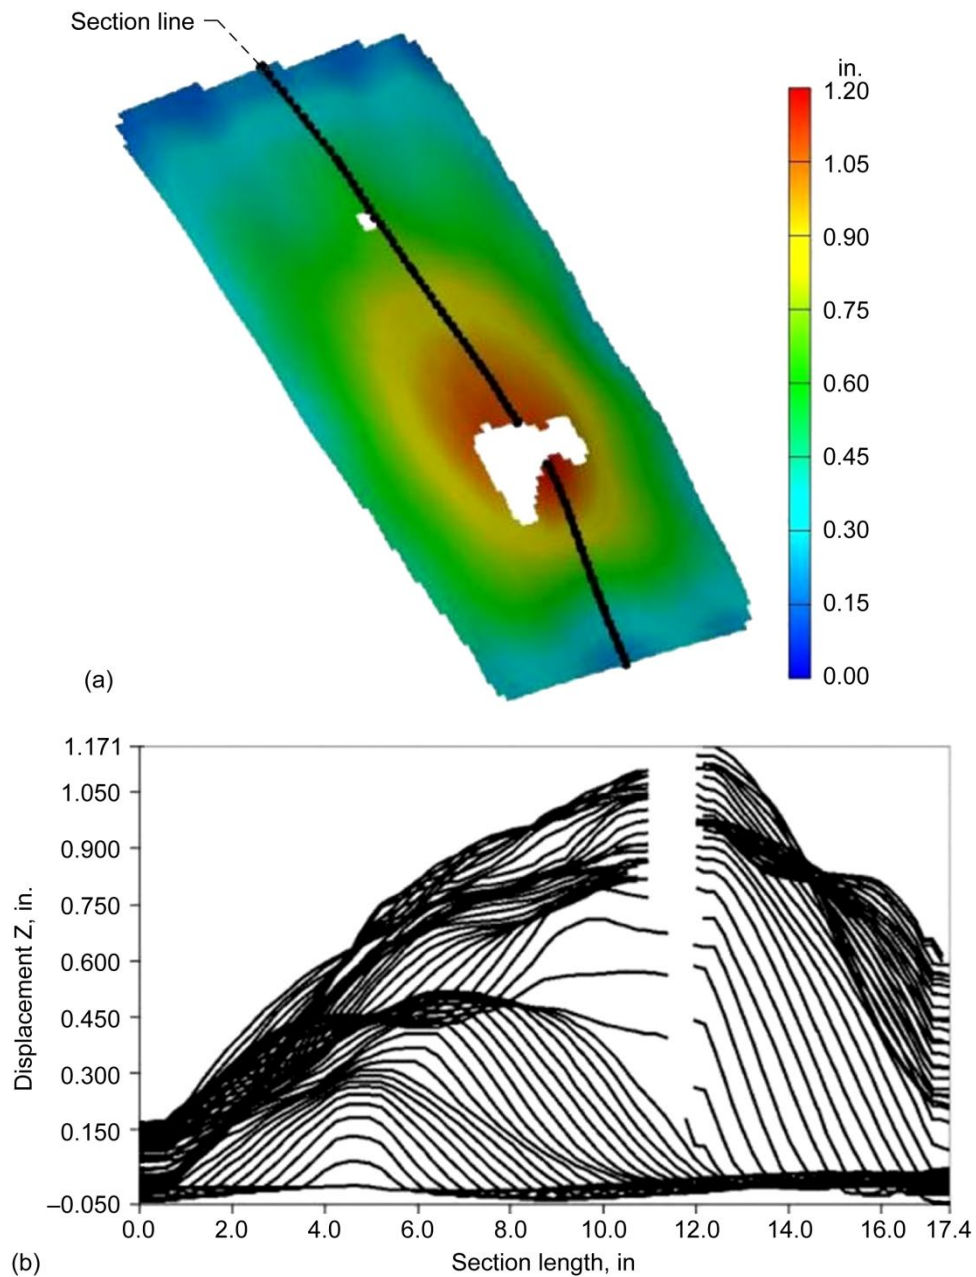 Section line
in.
1.20
1.05
0.90
0.75
0.60
0.45
0.30
0.15
0.00
(a)
1.171
1.050
0.900
0.750
0.600
0.450
0.300
0.150
–0.050
Displacement Z, in.
0.0 2.0 4.0 6.0 8.0 10.0 12.0 14.0 16.0 17.4
Section length, in
(b)